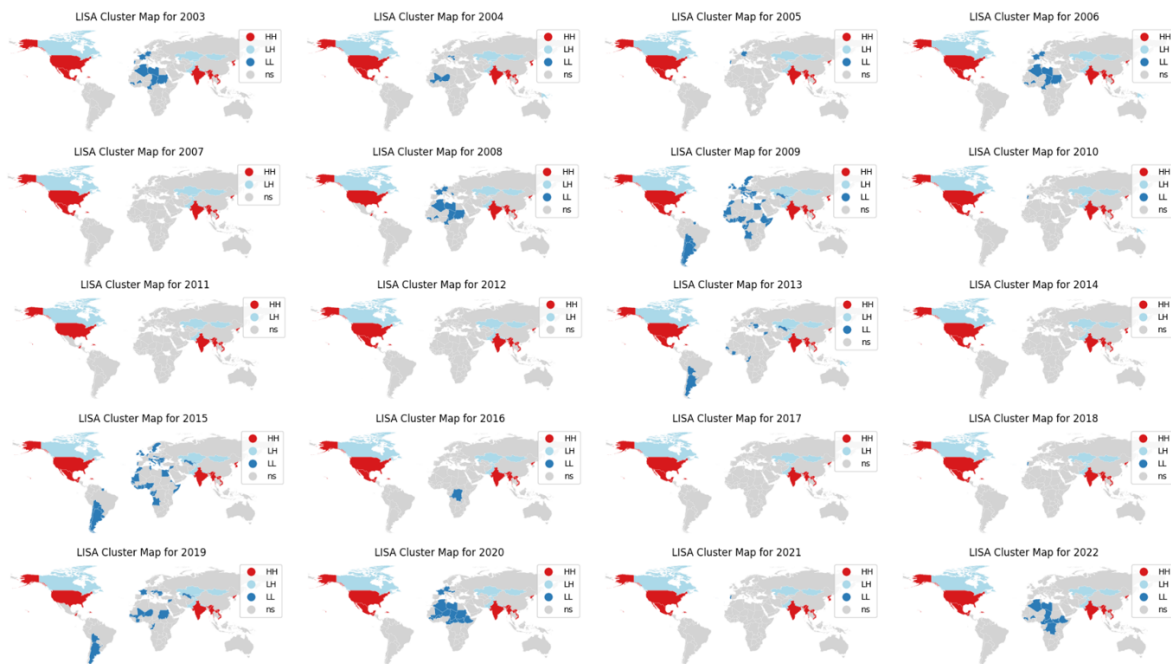 LISA Cluster Map for 2003
HH
LH
LL
ns
LISA Cluster Map for 2004
HH
LH
LL
ns
LISA Cluster Map for 2005
HH
LH
LL
ns
LISA Cluster Map for 2006
HH
LH
LL
ns
LISA Cluster Map for 2007
HH
LH
ns
LISA Cluster Map for 2008
HH
LH
LL
ns
LISA Cluster Map for 2009
HH
LH
LL
ns
LISA Cluster Map for 2010
HH
LH
LL
ns
LISA Cluster Map for 2011
HH
LH
ns
LISA Cluster Map for 2012
HH
LH
ns
LISA Cluster Map for 2013
HH
LH
LL
ns
LISA Cluster Map for 2014
HH
LH
ns
LISA Cluster Map for 2015
HH
LH
LL
ns
LISA Cluster Map for 2016
HH
LH
LL
ns
LISA Cluster Map for 2017
HH
LH
ns
LISA Cluster Map for 2018
HH
LH
LL
ns
LISA Cluster Map for 2019
HH
LH
LL
ns
LISA Cluster Map for 2020
HH
LH
LL
ns
LISA Cluster Map for 2021
HH
LH
LL
ns
LISA Cluster Map for 2022
HH
LH
LL
ns